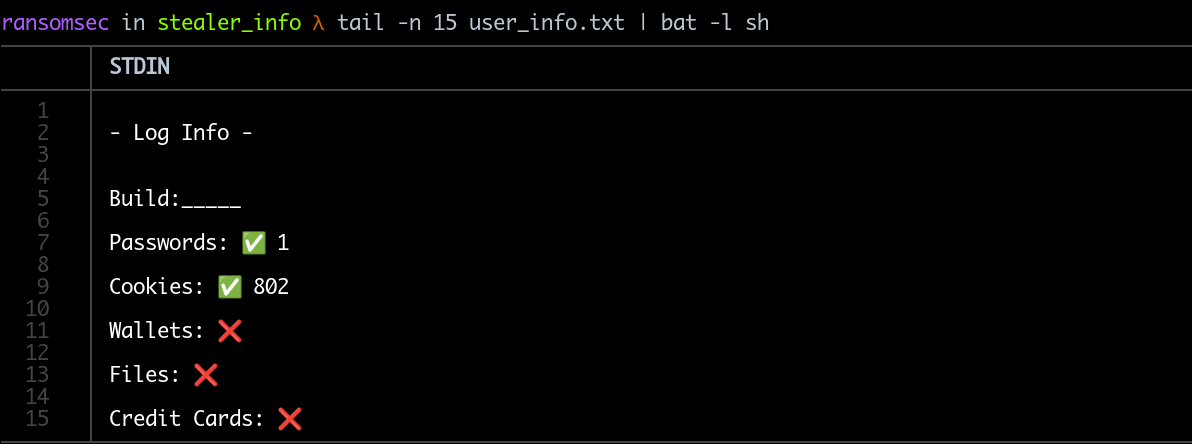 ransomsec in stealer_info λ tail -n 15 user_info.txt | bat -l sh
STDIN
1
2 - Log Info -
3
4
5 Build:_____
6
7 Passwords: ✅ 1
8
9 Cookies: ✅ 802
10
11 Wallets: ❌
12
13 Files: ❌
14
15 Credit Cards: ❌